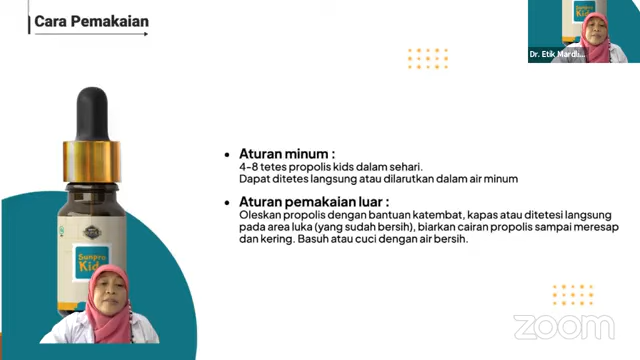 Cara Pemakaian
Dr. Etik Mardli...
Aturan minum :
4-8 tetes propolis kids dalam sehari.
Dapat ditetes langsung atau dilarutkan dalam air minum
Aturan pemakaian luar :
Oleskan propolis dengan bantuan katembat, kapas atau ditetesi langsung
pada area luka (yang sudah bersih), biarkan cairan propolis sampai meresap
dan kering. Basuh atau cuci dengan air bersih.
Sunpro
Kid
zoom